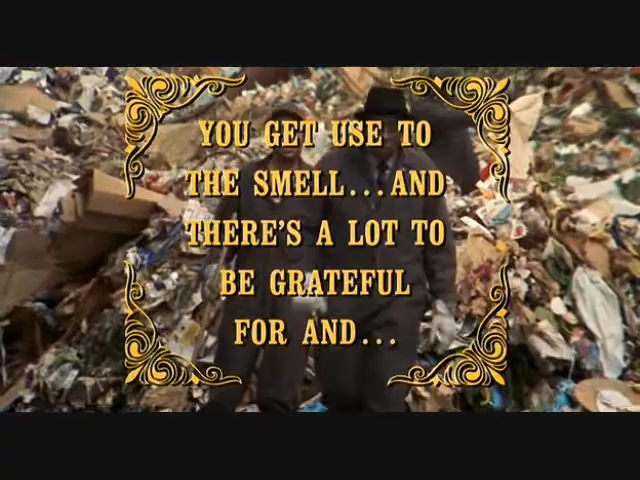 YOU GET USE TO
THE SMELL...AND
THERE'S A LOT TO
BE GRATEFUL
FOR AND...